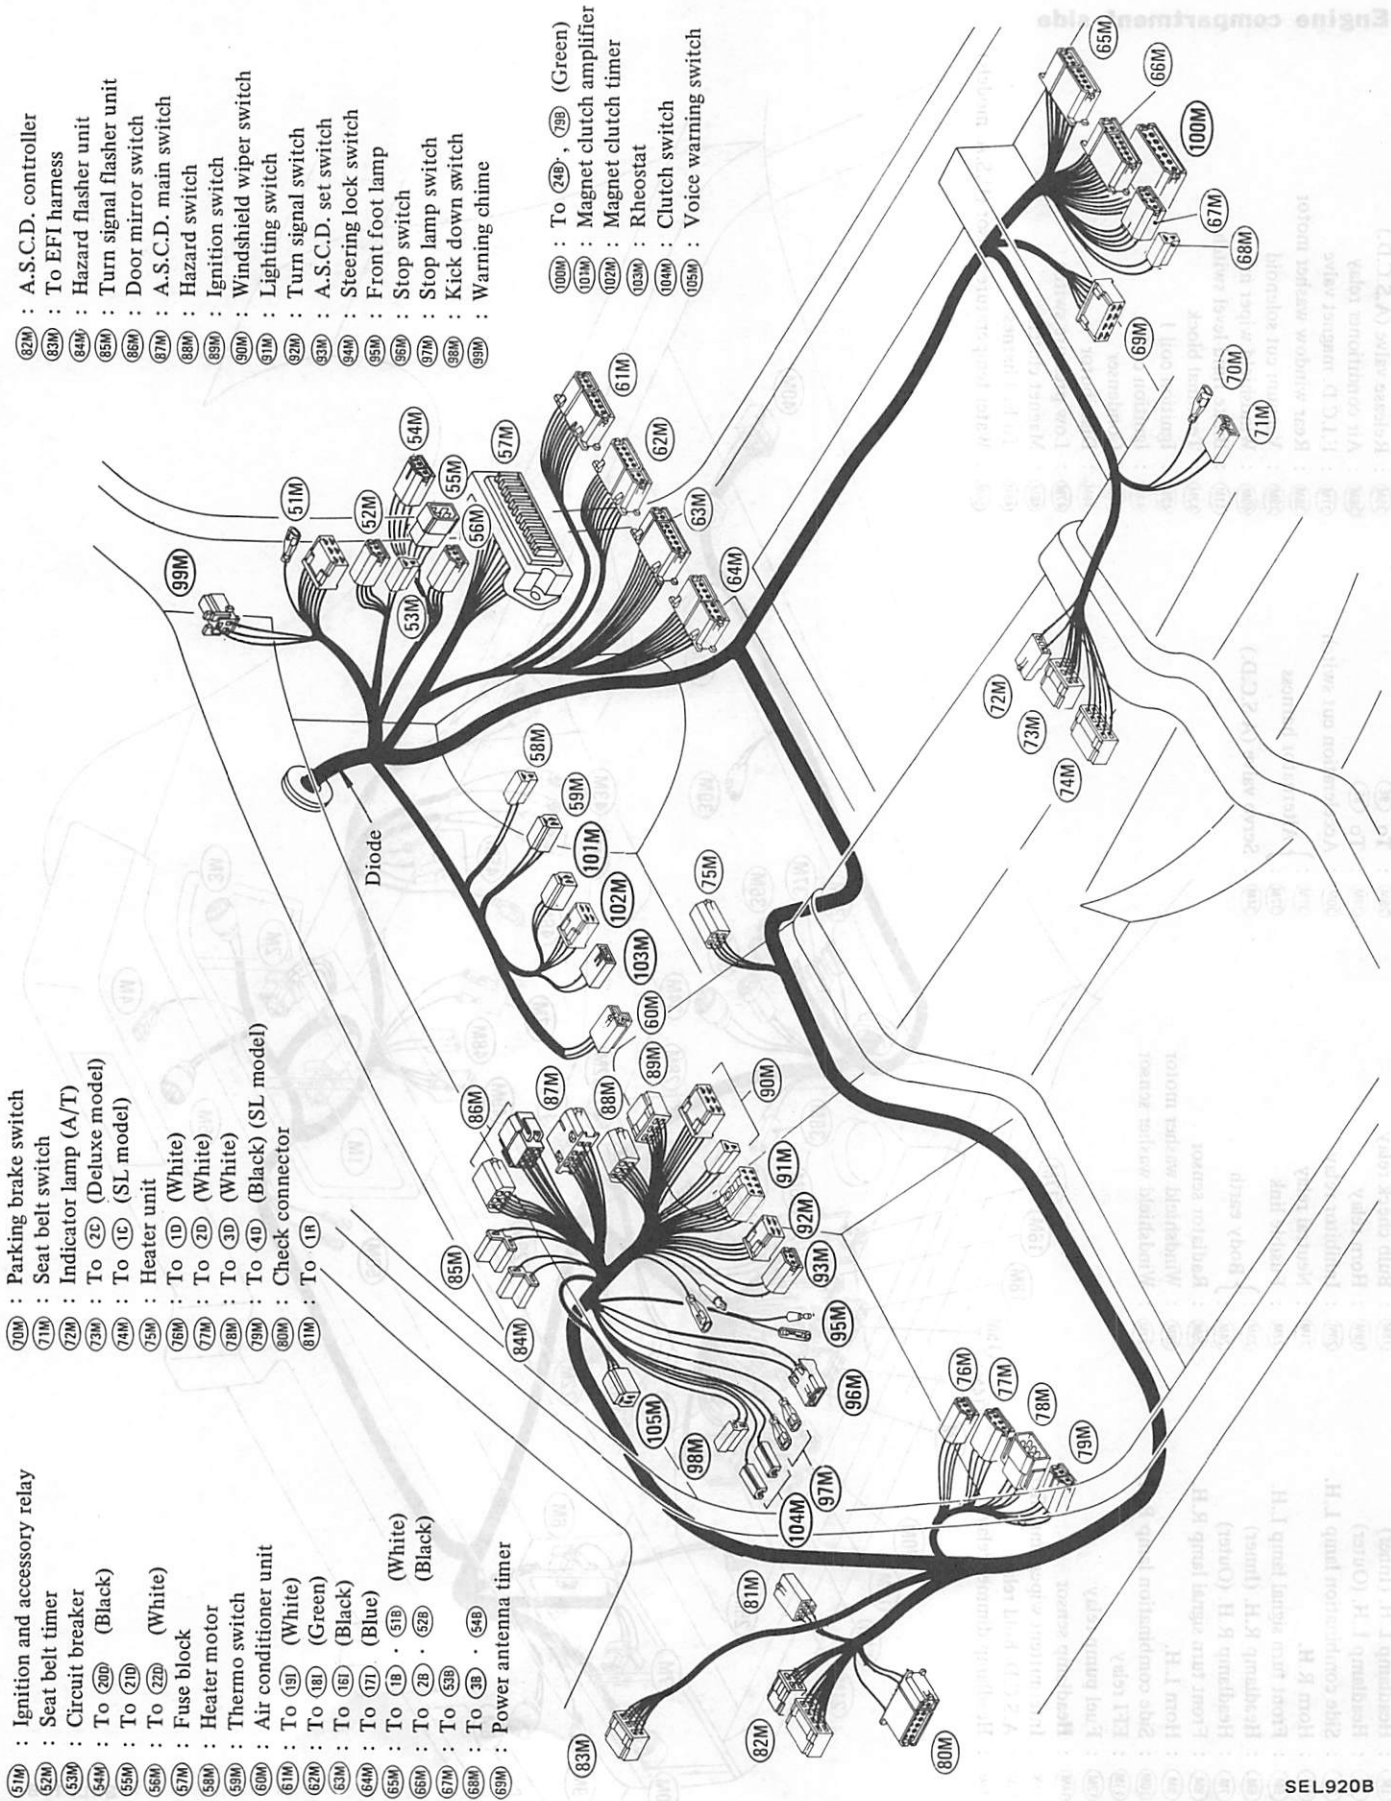 51M : Ignition and accessory relay
52M : Seat belt timer
53M : Circuit breaker
54M : To 20D (Black)
55M : To 21D
56M : To 22D (White)
57M : Fuse block
58M : Heater motor
59M : Thermo switch
60M : Air conditioner unit
61M : To 19I (White)
62M : To 18I (Green)
63M : To 16I (Black)
64M : To 17I (Blue)
65M : To 1B · 51B (White)
66M : To 2B · 52B (Black)
67M : To 53B
68M : To 3B · 54B
69M : Power antenna timer
70M : Parking brake switch
71M : Seat belt switch
72M : Indicator lamp (A/T)
73M : To 2C (Deluxe model)
74M : To 1C (SL model)
75M : Heater unit
76M : To 1D (White)
77M : To 2D (White)
78M : To 3D (White)
79M : To 4D (Black) (SL model)
80M : Check connector
81M : To 1R
82M : A.S.C.D. controller
83M : To EFI harness
84M : Hazard flasher unit
85M : Turn signal flasher unit
86M : Door mirror switch
87M : A.S.C.D. main switch
88M : Hazard switch
89M : Ignition switch
90M : Windshield wiper switch
91M : Lighting switch
92M : Turn signal switch
93M : A.S.C.D. set switch
94M : Steering lock switch
95M : Front foot lamp
96M : Stop switch
97M : Stop lamp switch
98M : Kick down switch
99M : Warning chime
100M : To 24B , 79B (Green)
101M : Magnet clutch amplifier
102M : Magnet clutch timer
103M : Rheostat
104M : Clutch switch
105M : Voice warning switch
99M
51M
52M
53M
54M
55M
56M
57M
61M
62M
63M
64M
65M
66M
100M
67M
68M
69M
70M
71M
72M
73M
74M
Diode
58M
59M
101M
102M
103M
60M
75M
86M
87M
88M
89M
90M
91M
92M
93M
95M
85M
84M
105M
98M
96M
97M
104M
76M
77M
78M
79M
81M
83M
82M
80M
SEL920B